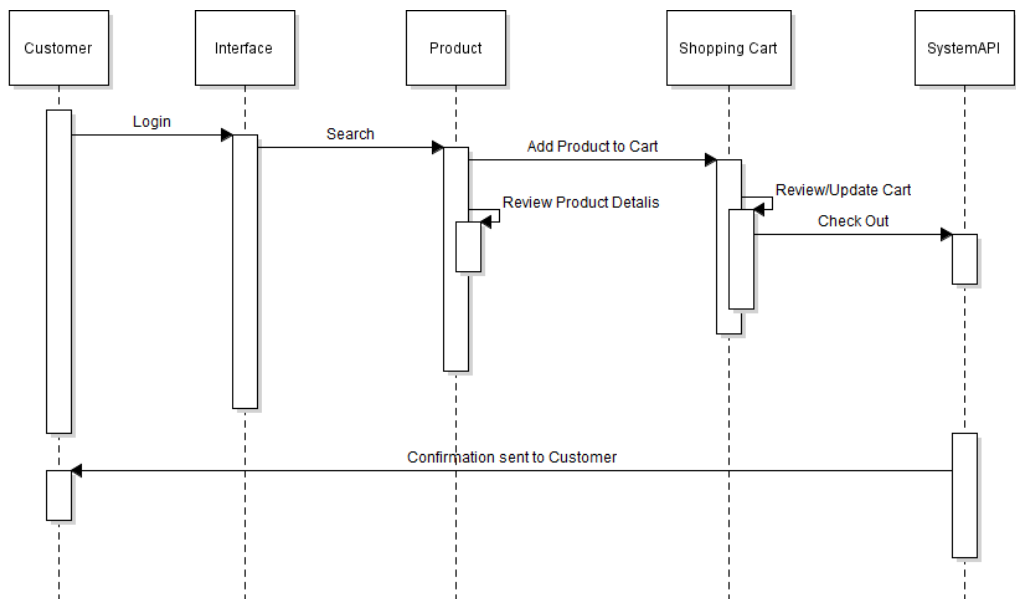 Customer
Interface
Product
Shopping Cart
SystemAPI
Login
Search
Add Product to Cart
Review/Update Cart
Review Product Detalis
Check Out
Confirmation sent to Customer